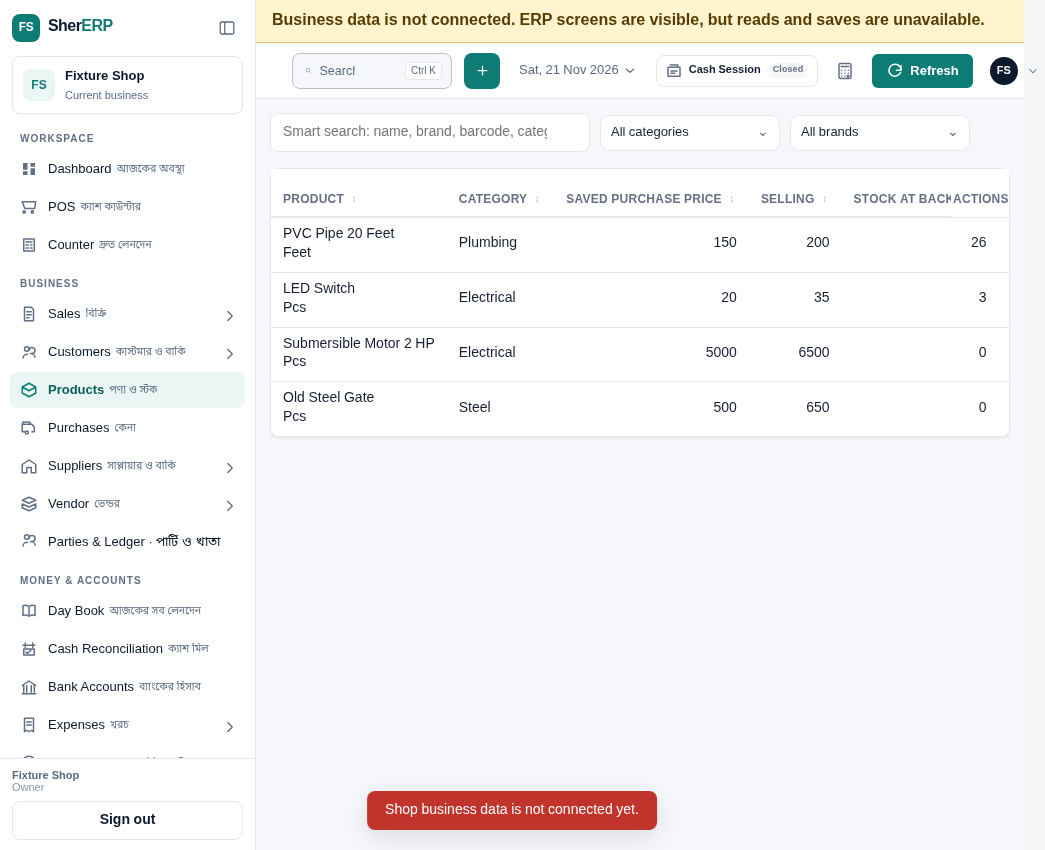 FS SherERP
FS Fixture Shop
Current business
WORKSPACE
Dashboard আজকের অবস্থা
POS ক্যাশ কাউন্টার
Counter দ্রুত লেনদেন
BUSINESS
Sales বিক্রি
Customers কাস্টমার ও বাকি
Products পণ্য ও স্টক
Purchases কেনা
Suppliers সাপ্লায়ার ও বাকি
Vendor ভেন্ডর
Parties & Ledger · পার্টি ও খাতা
MONEY & ACCOUNTS
Day Book আজকের সব লেনদেন
Cash Reconciliation ক্যাশ মিল
Bank Accounts ব্যাংকের হিসাব
Expenses খরচ
Fixture Shop
Owner
Sign out
Business data is not connected. ERP screens are visible, but reads and saves are unavailable.
Search Ctrl K + Sat, 21 Nov 2026 Cash Session Closed Refresh FS
Smart search: name, brand, barcode, categ All categories All brands
PRODUCT CATEGORY SAVED PURCHASE PRICE SELLING STOCK AT BACK ACTIONS
PVC Pipe 20 Feet
Feet Plumbing 150 200 26
LED Switch
Pcs Electrical 20 35 3
Submersible Motor 2 HP
Pcs Electrical 5000 6500 0
Old Steel Gate
Pcs Steel 500 650 0
Shop business data is not connected yet.